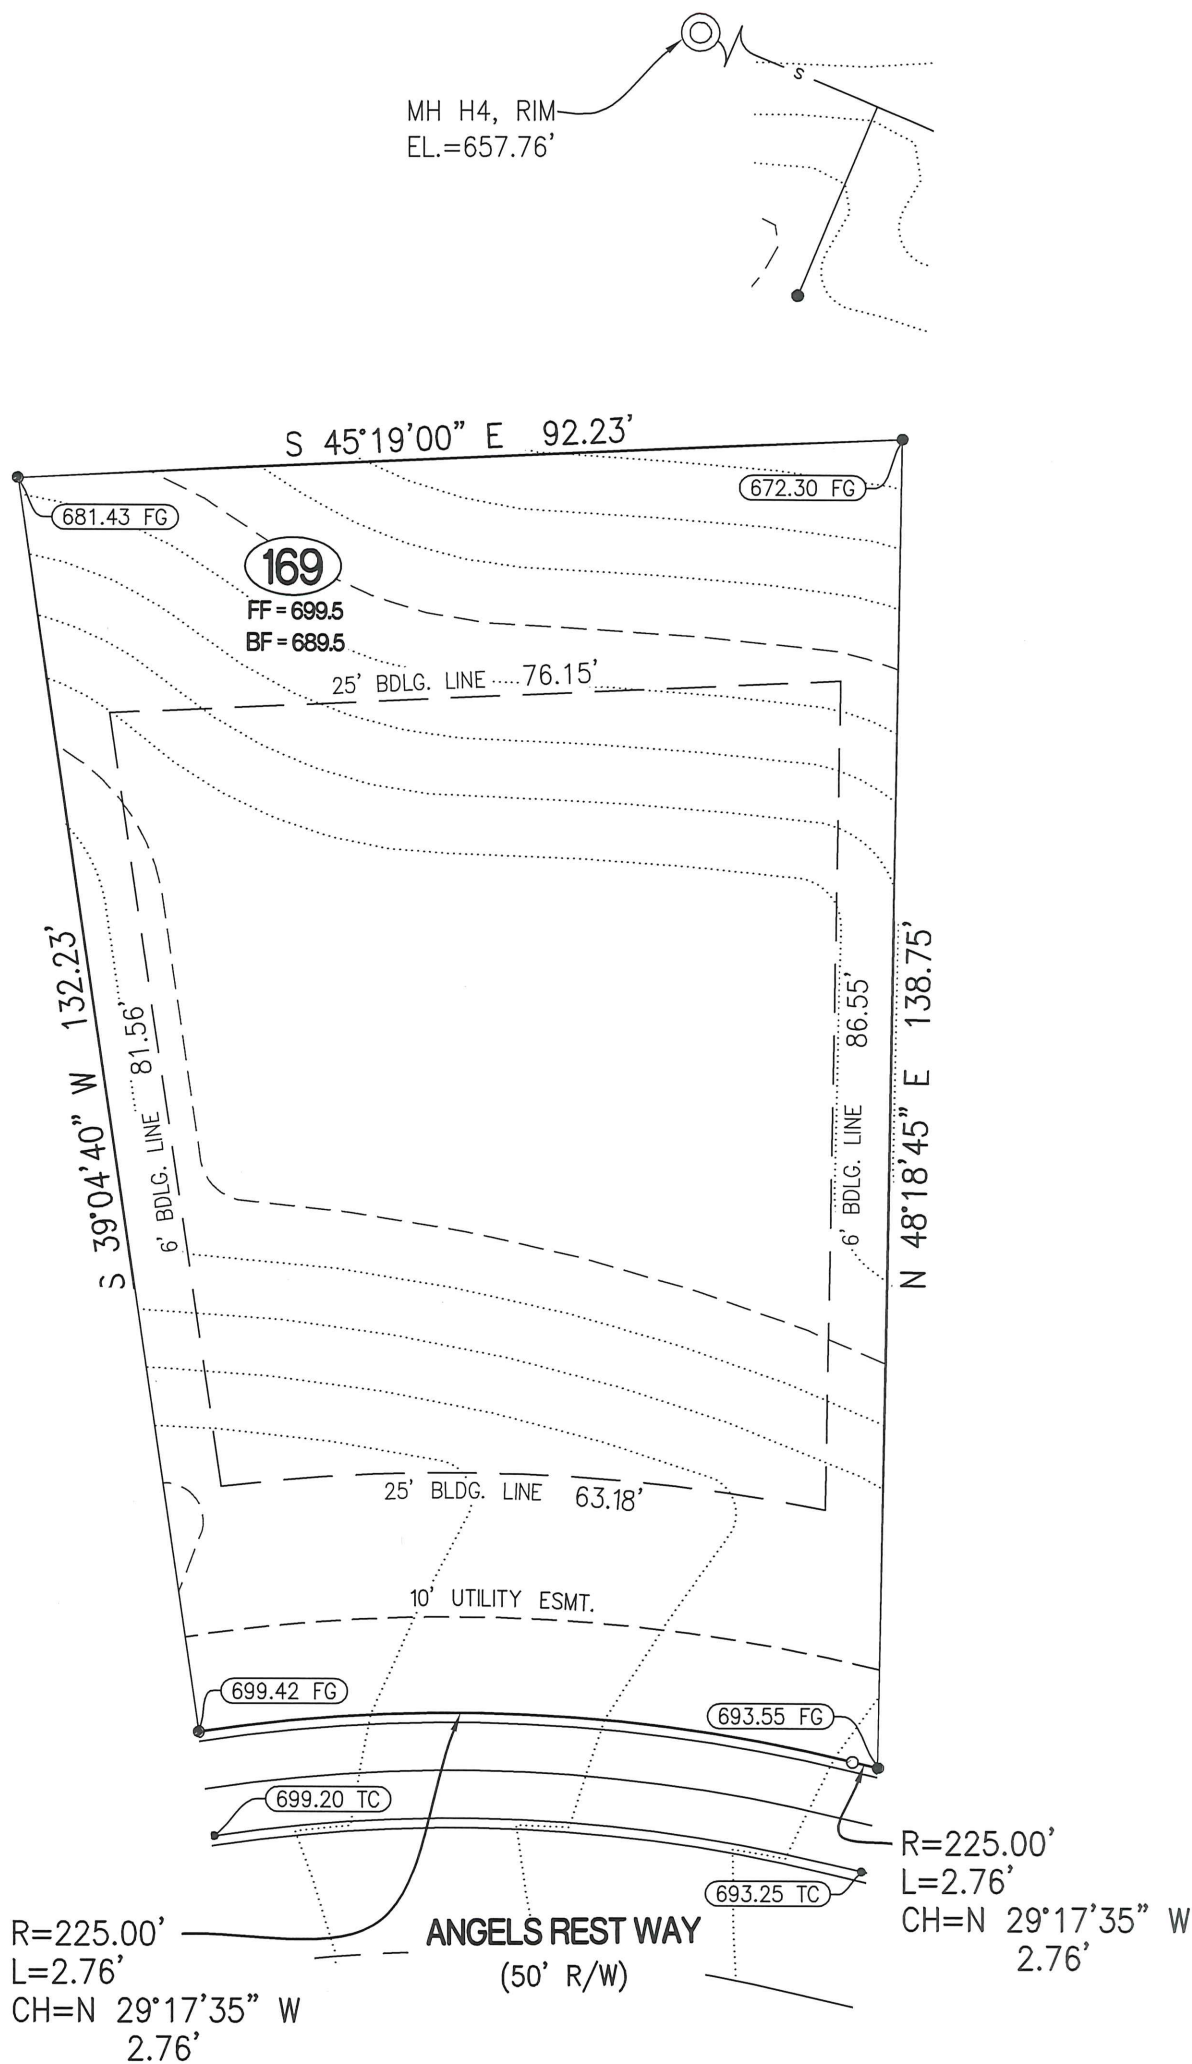 MH H4, RIM
EL.=657.76'
s
S 45°19'00" E 92.23'
672.30 FG
681.43 FG
169
FF = 699.5
BF = 689.5
25' BDLG. LINE 76.15'
S 39°04'40" W 132.23'
6' BDLG. LINE 81.56'
6' BDLG. LINE 86.55'
N 48°18'45" E 138.75'
25' BLDG. LINE 63.18'
10' UTILITY ESMT.
699.42 FG
693.55 FG
699.20 TC
693.25 TC
R=225.00'
L=2.76'
CH=N 29°17'35" W
2.76'
ANGELS REST WAY
(50' R/W)
R=225.00'
L=2.76'
CH=N 29°17'35" W
2.76'